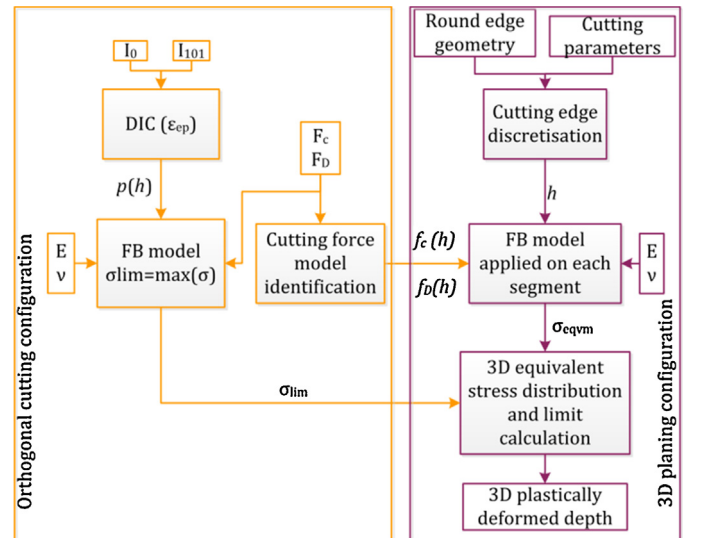 Orthogonal cutting configuration
I0
I101
DIC (εep)
p(h)
Fc
FD
E
ν
FB model
σlim=max(σ)
Cutting force
model
identification
σlim
fc (h)
fD(h)
Round edge
geometry
Cutting
parameters
Cutting edge
discretisation
h
FB model
applied on each
segment
E
ν
σeqvm
3D equivalent
stress distribution
and limit
calculation
3D plastically
deformed depth
3D planing configuration